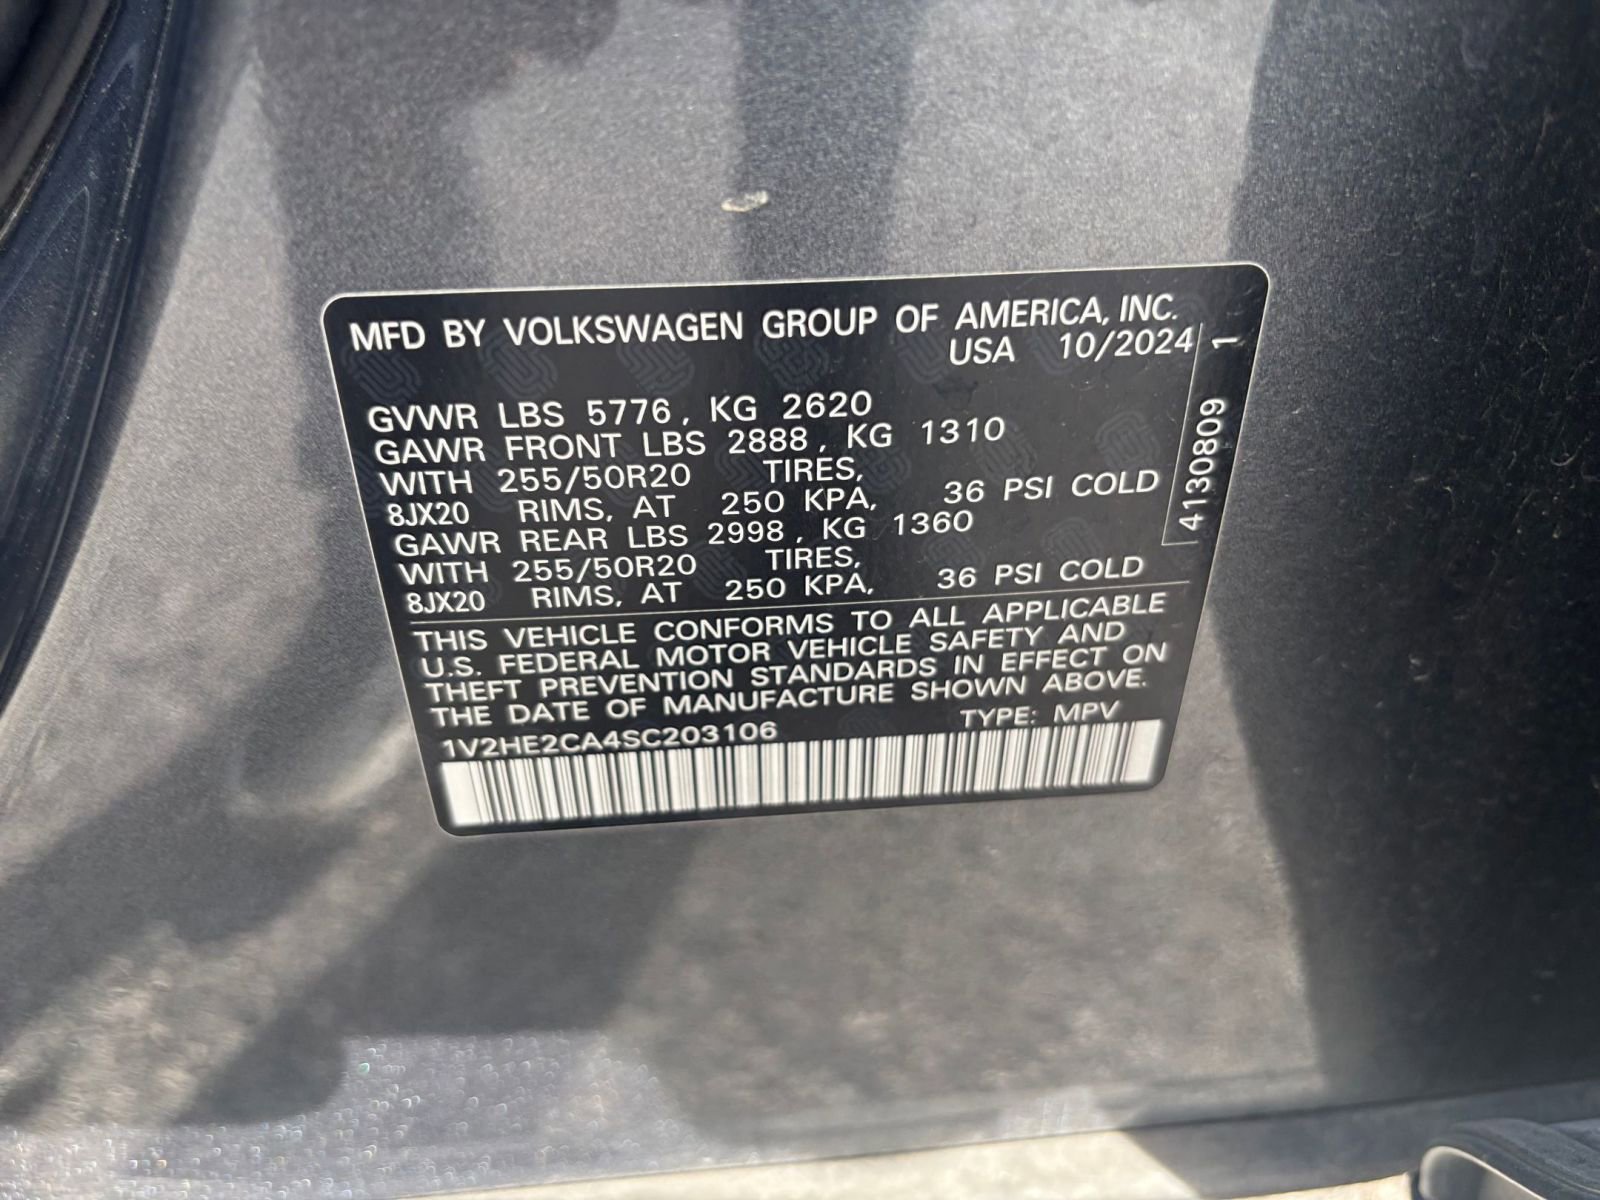 MFD BY VOLKSWAGEN GROUP OF AMERICA, INC.
USA 10/2024
GVWR LBS 5776, KG 2620
GAWR FRONT LBS 2888, KG 1310
WITH 255/50R20 TIRES,
8JX20 RIMS, AT 250 KPA, 36 PSI COLD
GAWR REAR LBS 2998, KG 1360
WITH 255/50R20 TIRES,
8JX20 RIMS, AT 250 KPA, 36 PSI COLD
THIS VEHICLE CONFORMS TO ALL APPLICABLE
U.S. FEDERAL MOTOR VEHICLE SAFETY AND
THEFT PREVENTION STANDARDS IN EFFECT ON
THE DATE OF MANUFACTURE SHOWN ABOVE.
1V2HE2CA4SC203106 TYPE: MPV
4130809 1